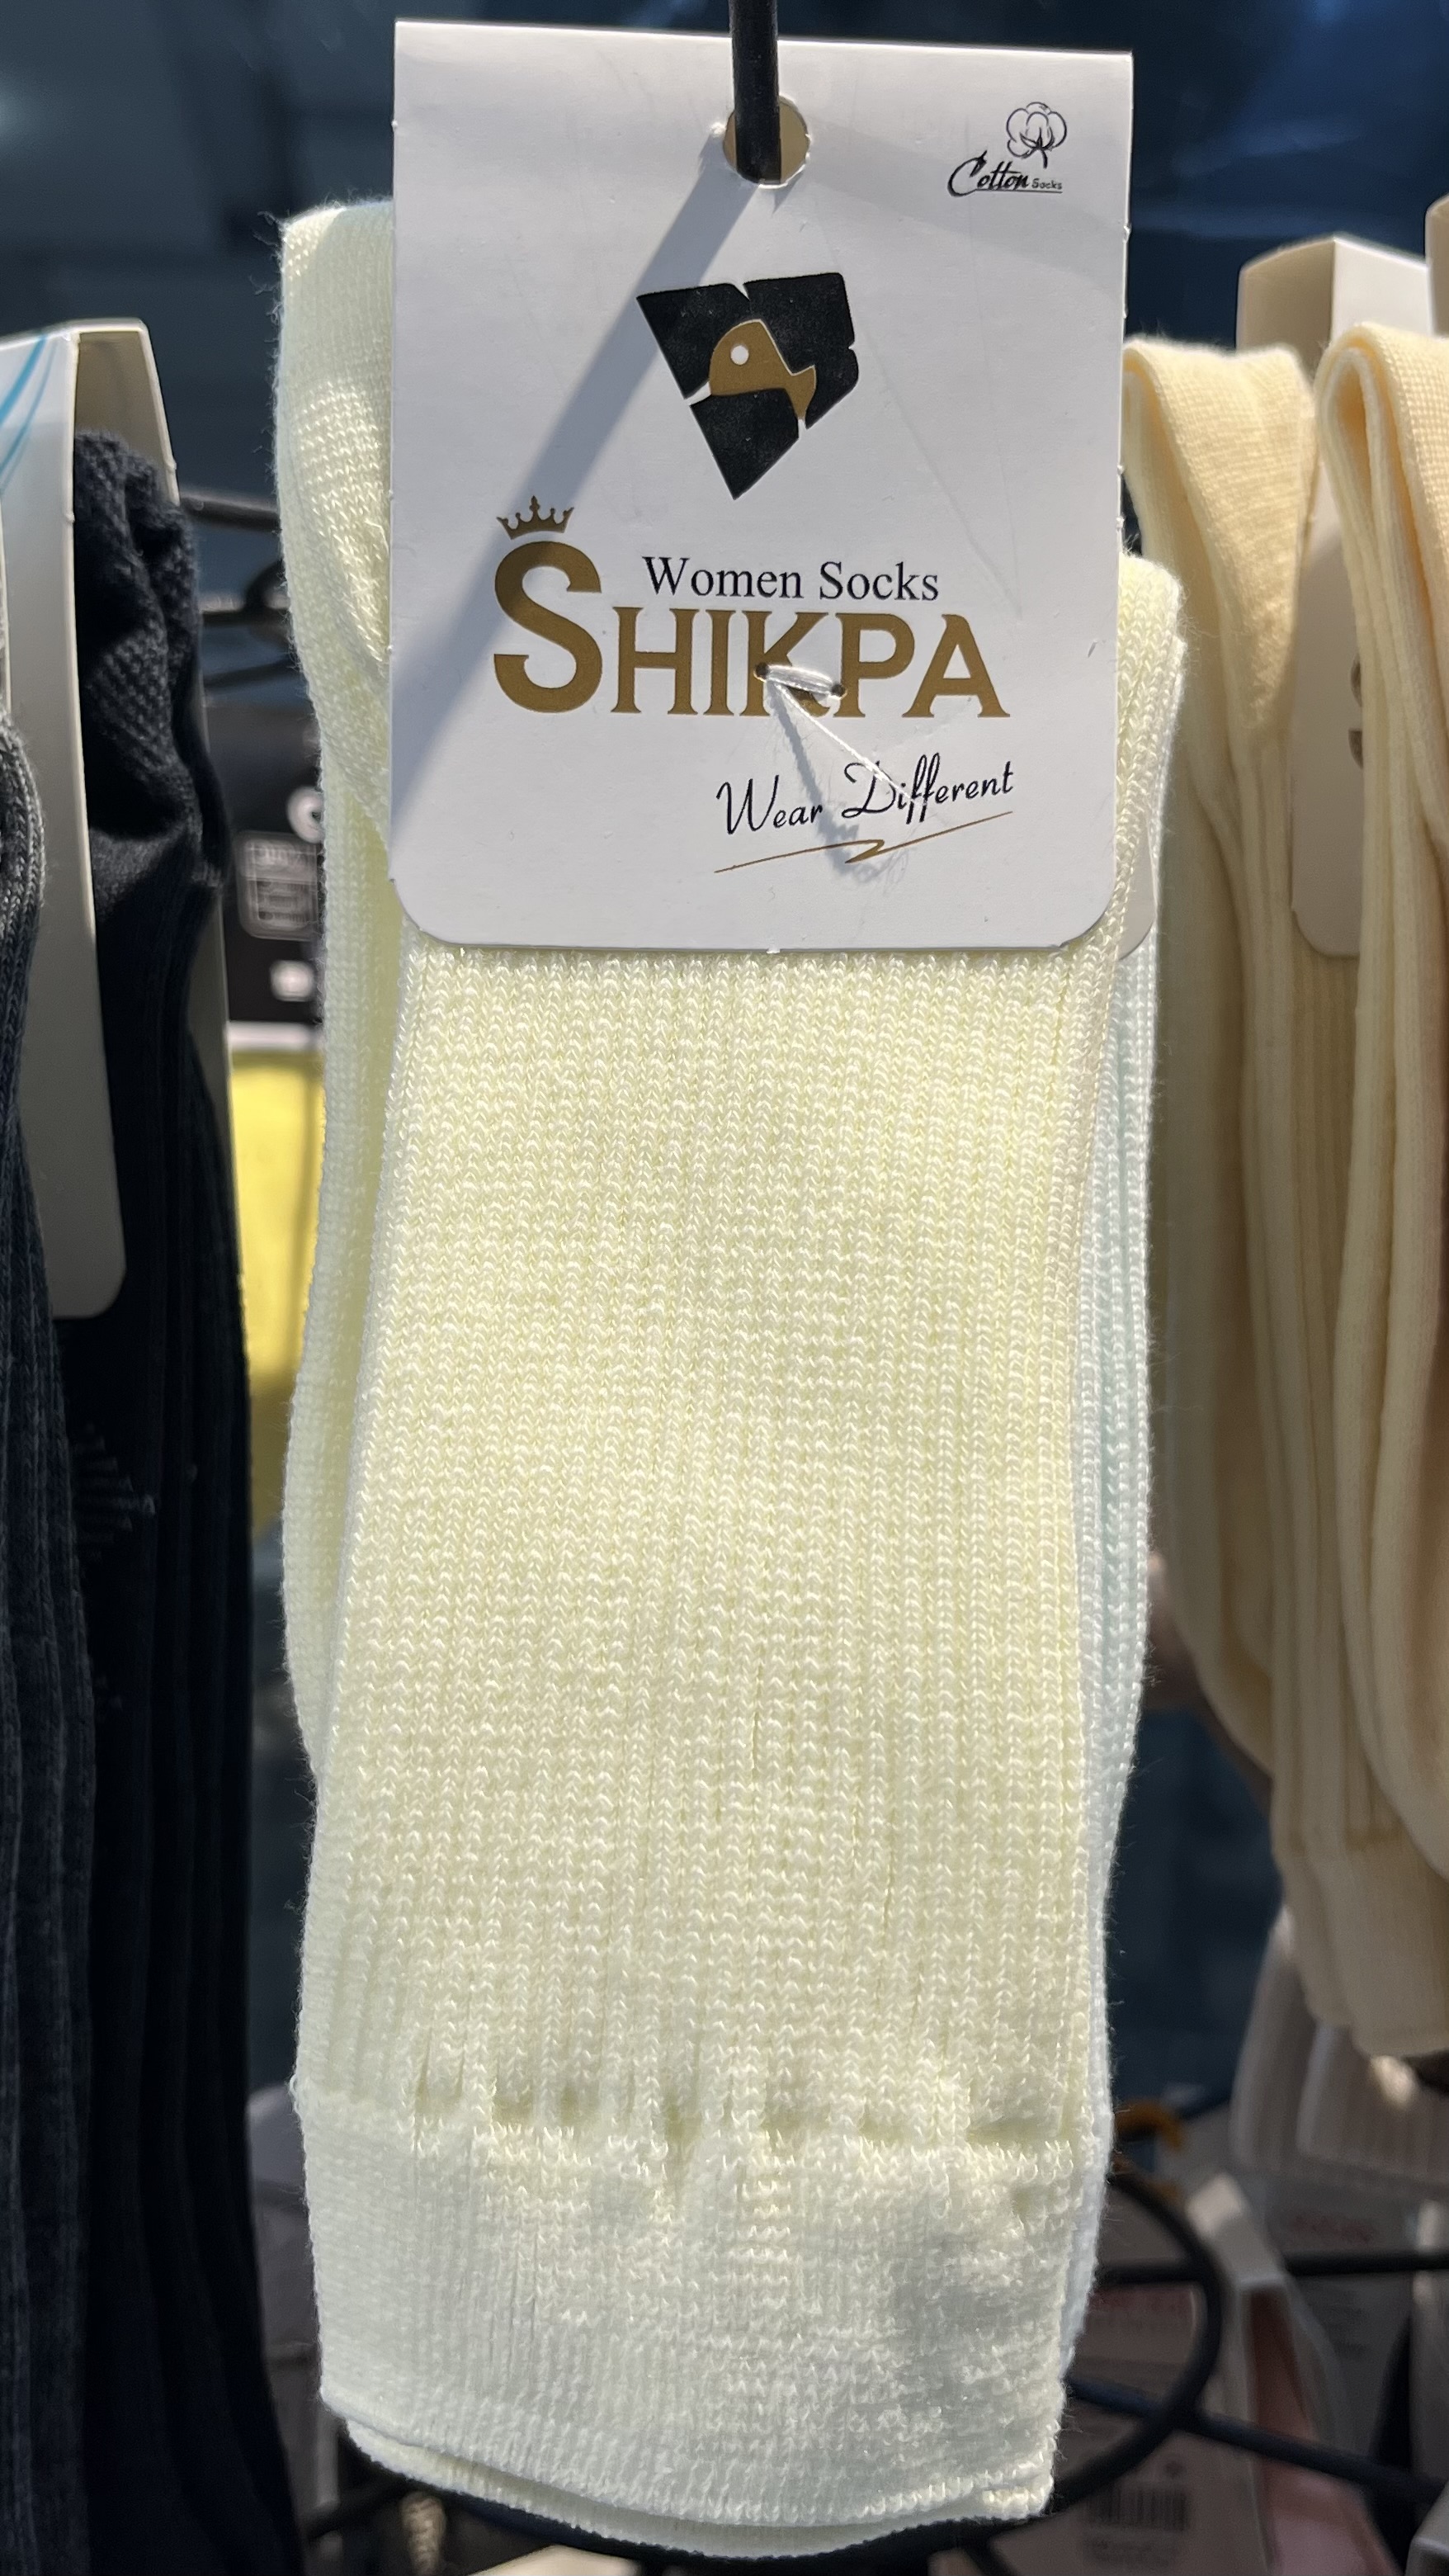 Cotton Socks
Women Socks
SHIKPA
Wear Different